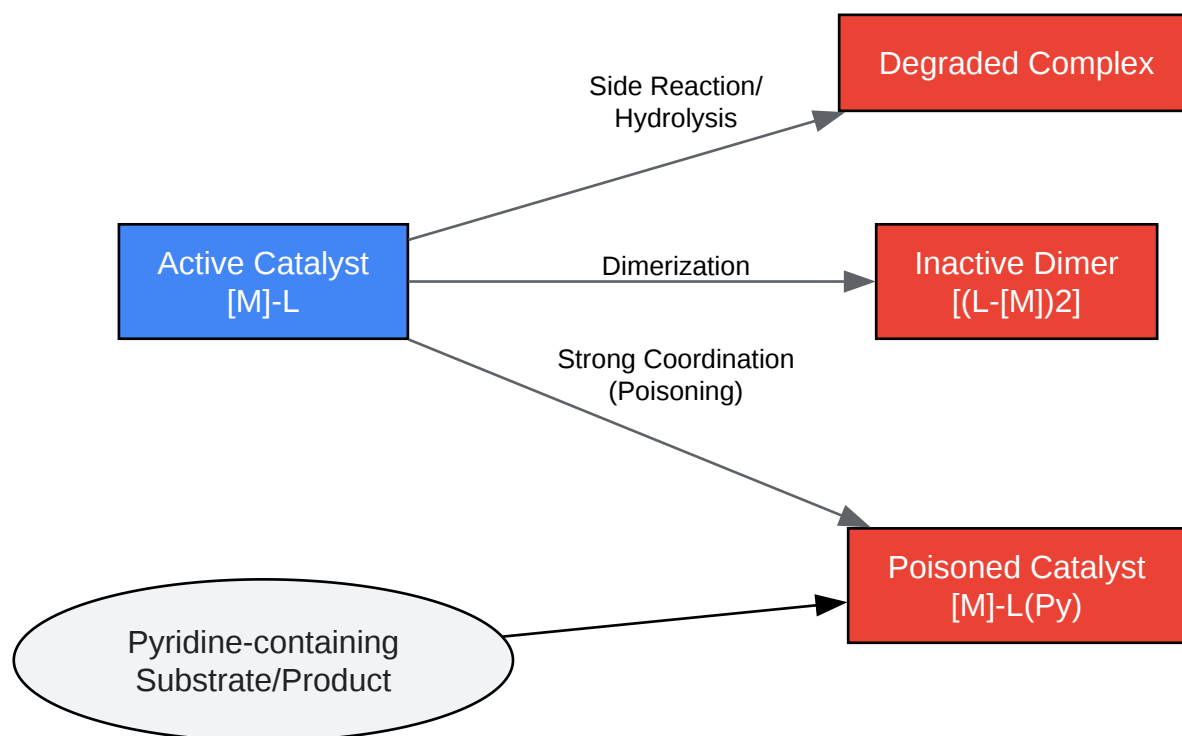 Degraded Complex
Side Reaction/
Hydrolysis
Active Catalyst
[M]-L
Dimerization
Inactive Dimer
[(L-[M])2]
Strong Coordination
(Poisoning)
Poisoned Catalyst
[M]-L(Py)
Pyridine-containing
Substrate/Product